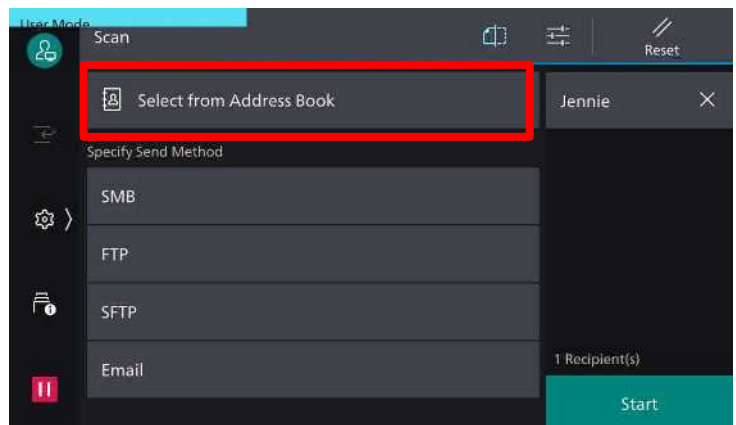 User Mode
Scan
Reset
Select from Address Book
Jennie
Specify Send Method
SMB
FTP
SFTP
Email
1 Recipient(s)
Start